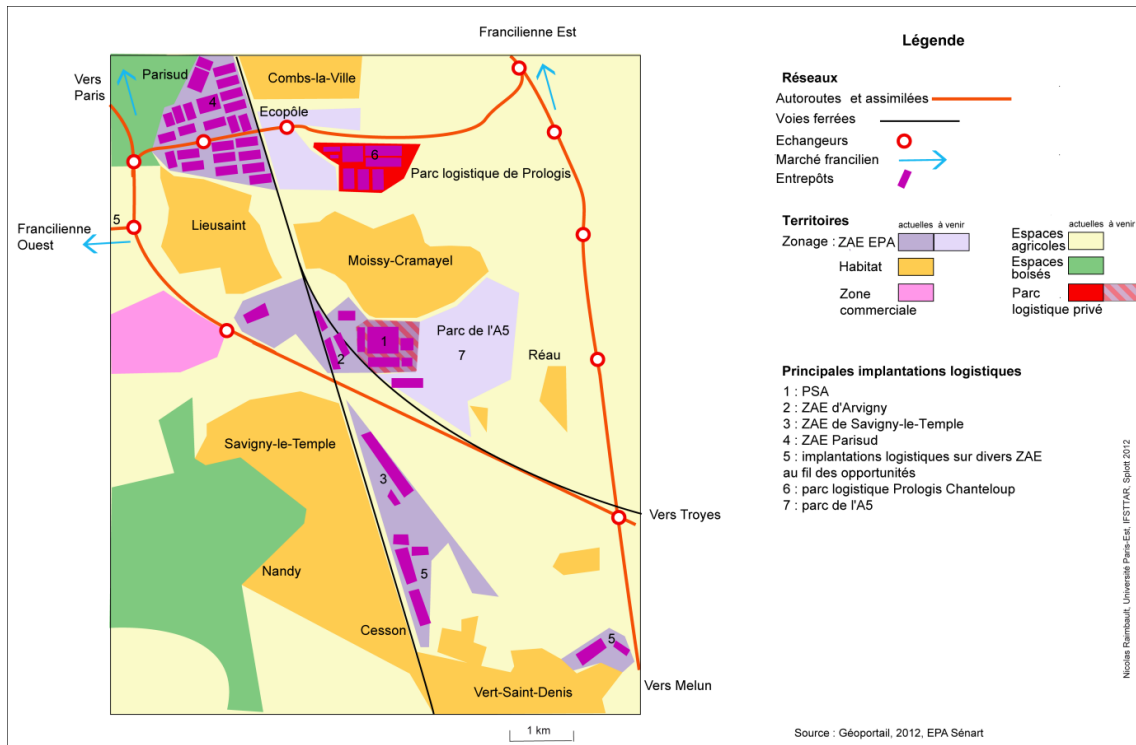 Francilienne Est
Vers
Paris
Parisud
Combs-la-Ville
4
Ecopôle
6
Parc logistique de Prologis
5
Francilienne
Ouest
Lieusaint
Moissy-Cramayel
Parc de l'A5
1
2
7
Réau
Savigny-le-Temple
3
Vers Troyes
Nandy
5
Cesson
5
Vert-Saint-Denis
Vers Melun
1 km
Légende
Réseaux
Autoroutes et assimilées
Voies ferrées
Echangeurs
Marché francilien
Entrepôts
Territoires
actuelles à venir
Zonage : ZAE EPA
Habitat
Zone
commerciale
actuelles à venir
Espaces
agricoles
Espaces
boisés
Parc
logistique privé
Principales implantations logistiques
1 : PSA
2 : ZAE d'Arvigny
3 : ZAE de Savigny-le-Temple
4 : ZAE Parisud
5 : implantations logistiques sur divers ZAE
au fil des opportunités
6 : parc logistique Prologis Chanteloup
7 : parc de l'A5
Source : Géoportail, 2012, EPA Sénart
Nicolas Raimbault, Université Paris-Est, IFSTTAR, Splott 2012